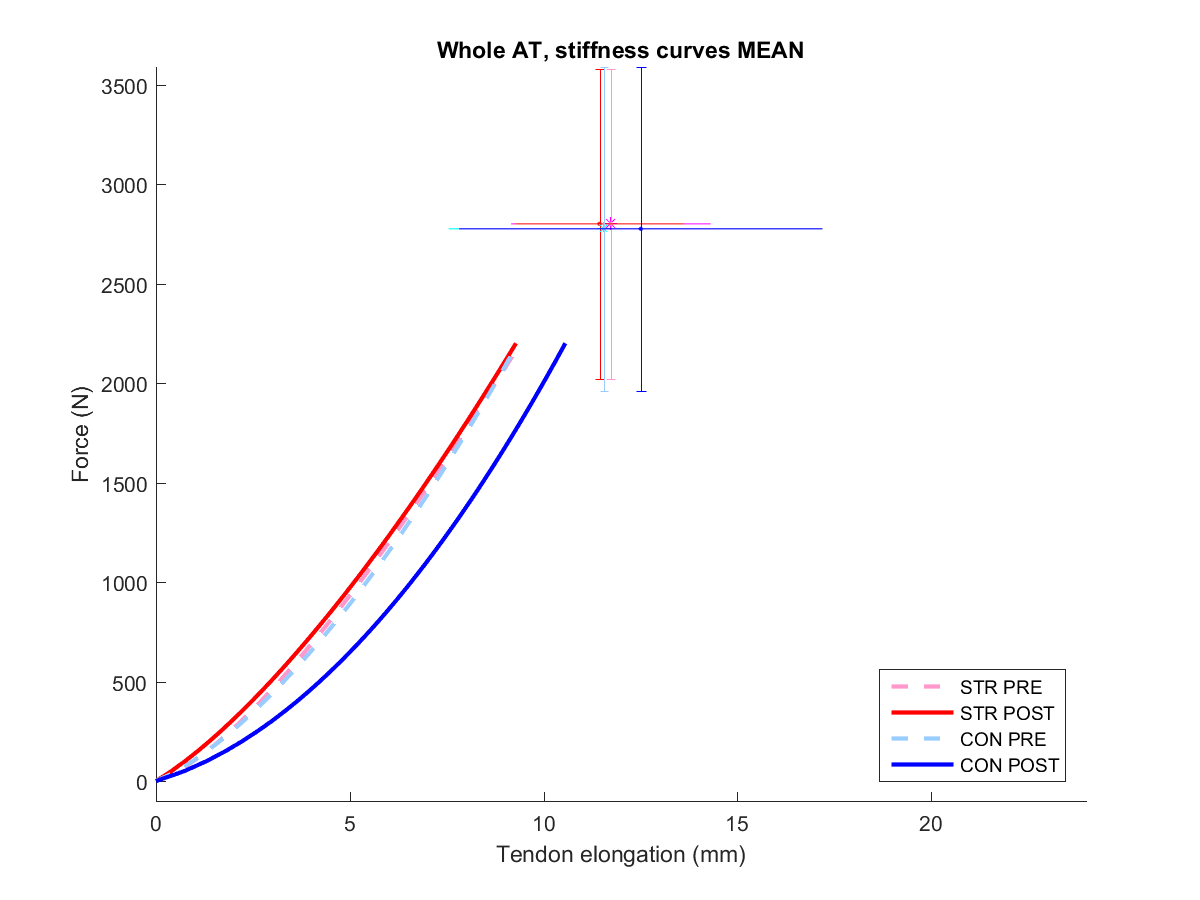 Whole AT, stiffness curves MEAN
3500
3000
2500
2000
1500
1000
500
0
Force (N)
0 5 10 15 20
Tendon elongation (mm)
STR PRE
STR POST
CON PRE
CON POST